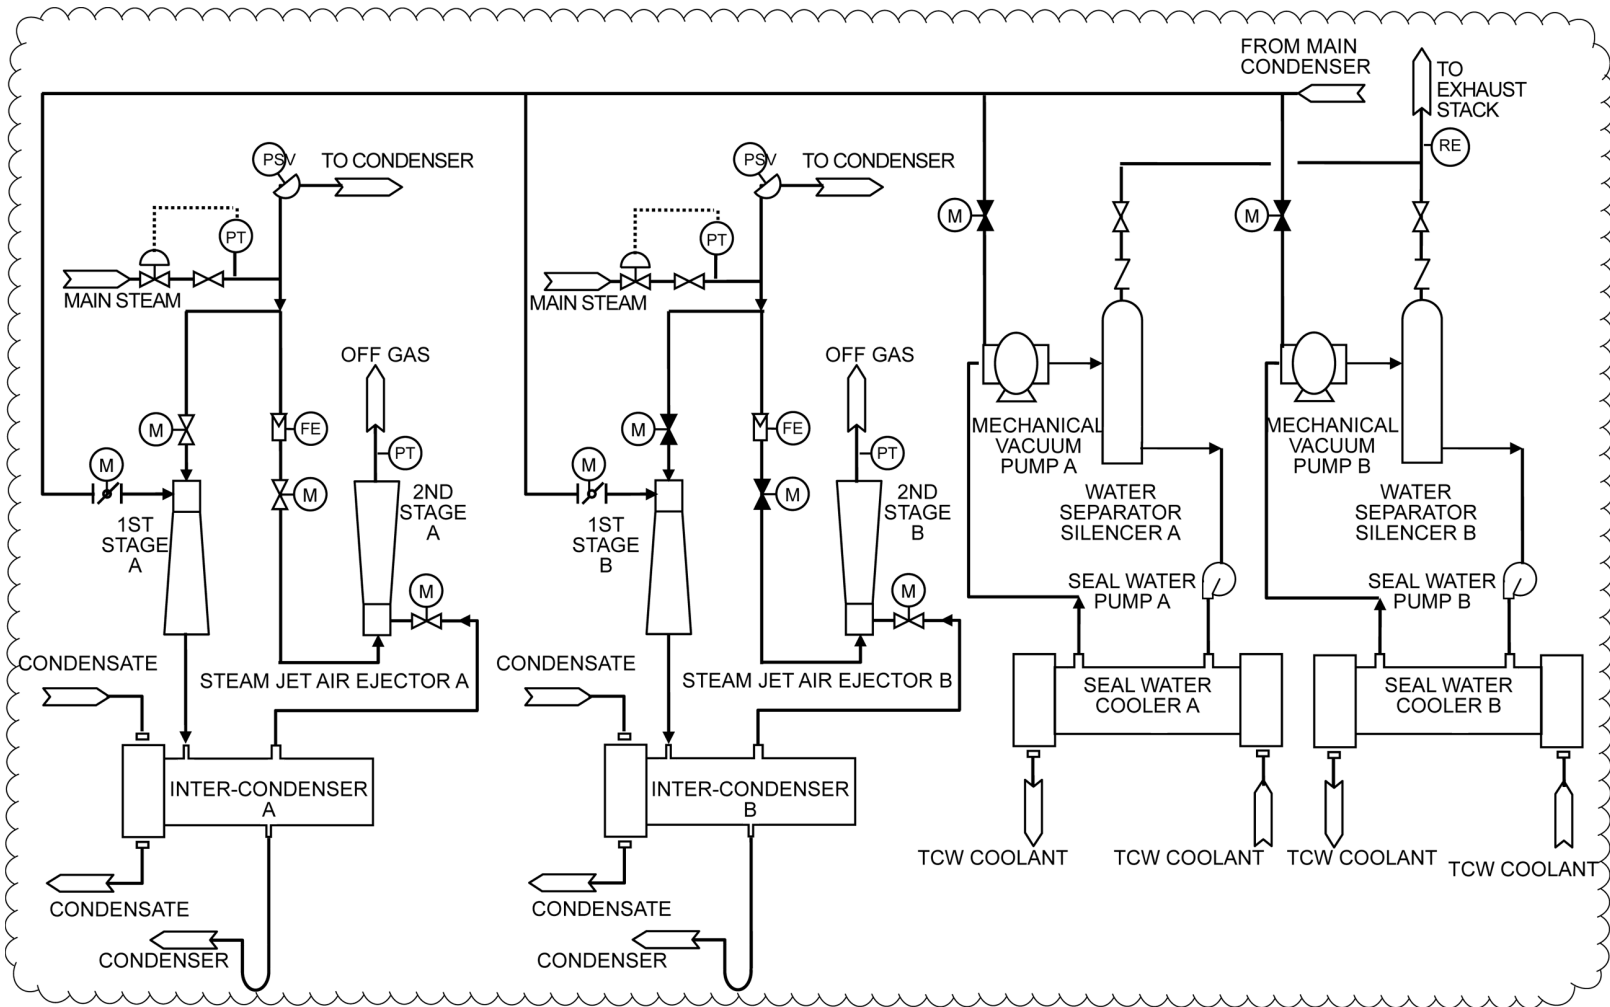 FROM MAIN
CONDENSER
TO
EXHAUST
STACK
RE
PSV
TO CONDENSER
PSV
TO CONDENSER
M
M
PT
PT
MAIN STEAM
MAIN STEAM
OFF GAS
OFF GAS
M
FE
M
FE
MECHANICAL
VACUUM
PUMP A
MECHANICAL
VACUUM
PUMP B
PT
PT
M
M
M
M
2ND
STAGE
A
2ND
STAGE
B
1ST
STAGE
A
1ST
STAGE
B
WATER
SEPARATOR
SILENCER A
WATER
SEPARATOR
SILENCER B
SEAL WATER
PUMP A
SEAL WATER
PUMP B
M
M
CONDENSATE
STEAM JET AIR EJECTOR A
CONDENSATE
STEAM JET AIR EJECTOR B
SEAL WATER
COOLER A
SEAL WATER
COOLER B
INTER-CONDENSER
A
INTER-CONDENSER
B
TCW COOLANT
TCW COOLANT
TCW COOLANT
TCW COOLANT
CONDENSATE
CONDENSATE
CONDENSER
CONDENSER